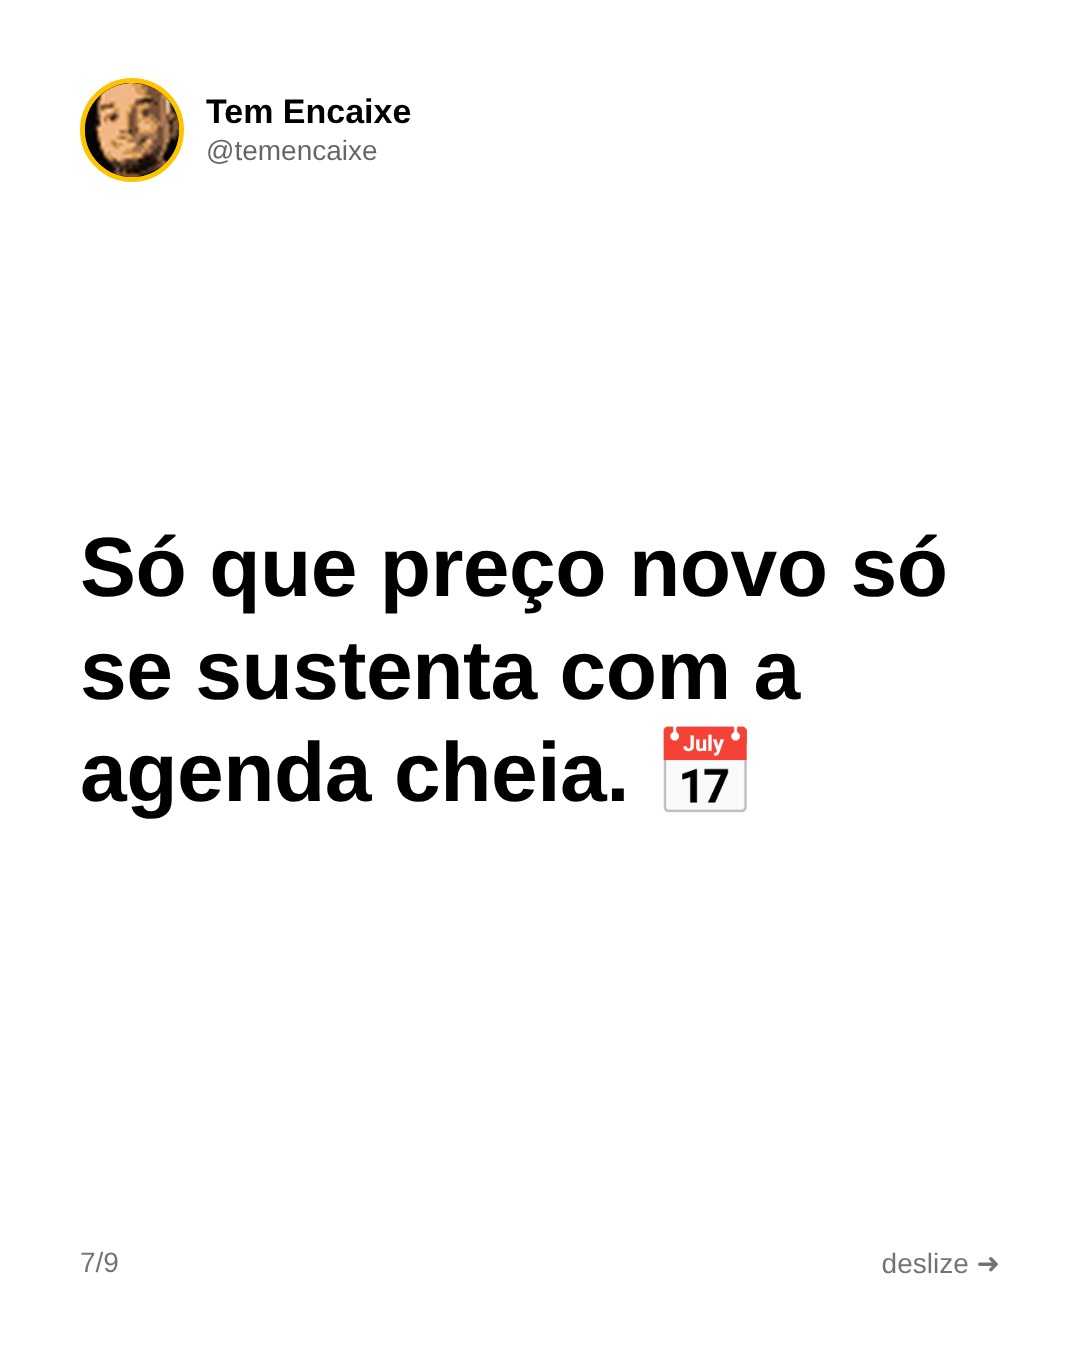 Tem Encaixe
@temencaixe
Só que preço novo só
se sustenta com a
agenda cheia. 📅
July
17
7/9
deslize ➜